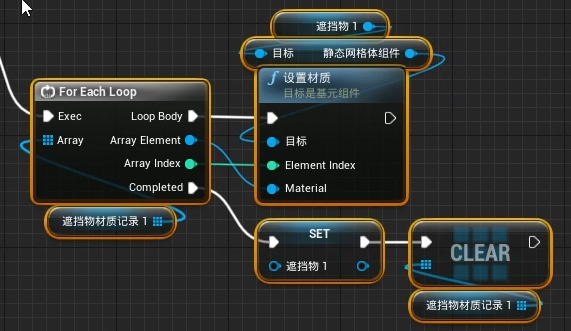 遮挡物 1
目标 静态网格体组件
For Each Loop
Exec Loop Body
Array Array Element
Array Index
Completed
遮挡物材质记录 1
f 设置材质
目标是基元组件
目标
Element Index
Material
SET
遮挡物 1
CLEAR
遮挡物材质记录 1